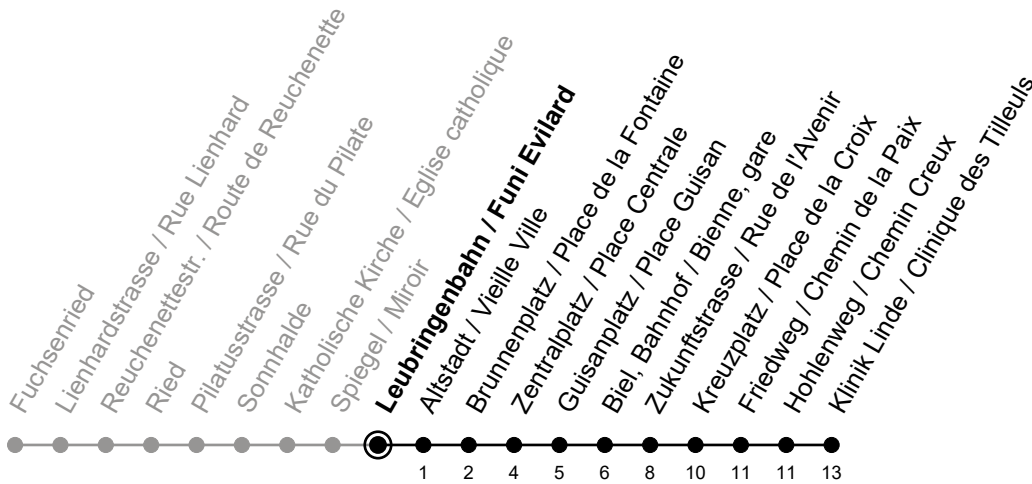 Fuchsenried
Lienhardstrasse / Rue Lienhard
Reuchenettestr. / Route de Reuchenette
Ried
Pilatusstrasse / Rue du Pilate
Sonnhalde
Katholische Kirche / Eglise catholique
Spiegel / Miroir
Leubringenbahn / Funi Evilard
Altstadt / Vieille Ville
Brunnenplatz / Place de la Fontaine
Zentralplatz / Place Centrale
Guisanplatz / Place Guisan
Biel, Bahnhof / Bienne, gare
Zukunftstrasse / Rue de l'Avenir
Kreuzplatz / Place de la Croix
Friedweg / Chemin de la Paix
Hohlenweg / Chemin Creux
Klinik Linde / Clinique des Tilleuls
1 2 4 5 6 8 10 11 11 13